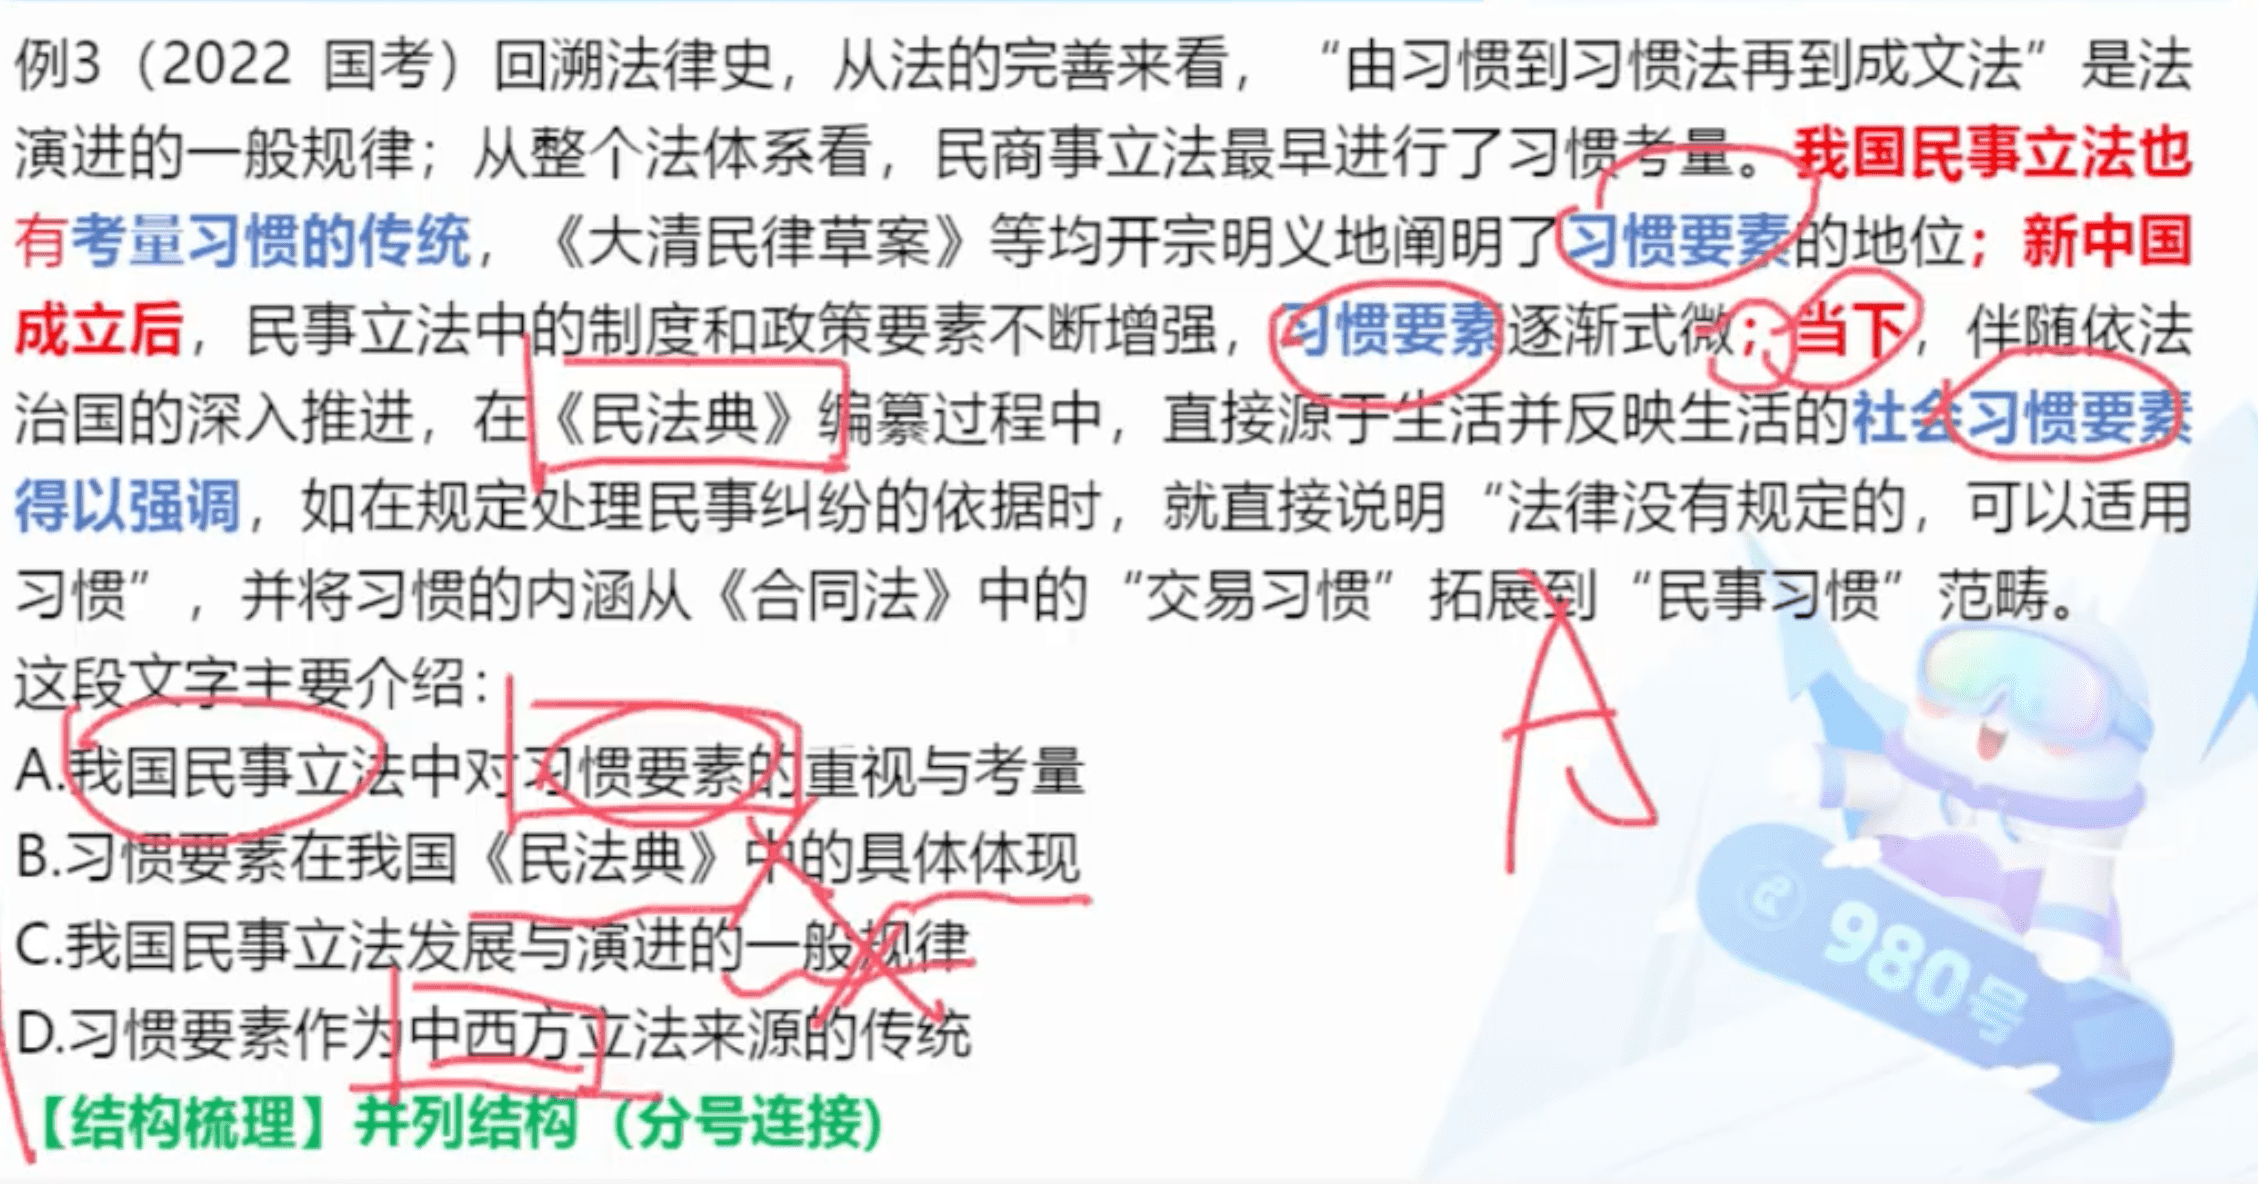 例3（2022 国考）回溯法律史，从法的完善来看，“由习惯到习惯法再到成文法”是法
演进的一般规律；从整个法体系看，民商事立法最早进行了习惯考量。我国民事立法也
有考量习惯的传统，《大清民律草案》等均开宗明义地阐明了习惯要素的地位；新中国
成立后，民事立法中的制度和政策要素不断增强，习惯要素逐渐式微；当下，伴随依法
治国的深入推进，在《民法典》编纂过程中，直接源于生活并反映生活的社会习惯要素
得以强调，如在规定处理民事纠纷的依据时，就直接说明“法律没有规定的，可以适用
习惯”，并将习惯的内涵从《合同法》中的“交易习惯”拓展到“民事习惯”范畴。
这段文字主要介绍：
A
A.我国民事立法中对习惯要素的重视与考量
B.习惯要素在我国《民法典》中的具体体现
C.我国民事立法发展与演进的一般规律
D.习惯要素作为中西方立法来源的传统
【结构梳理】并列结构（分号连接)
980号